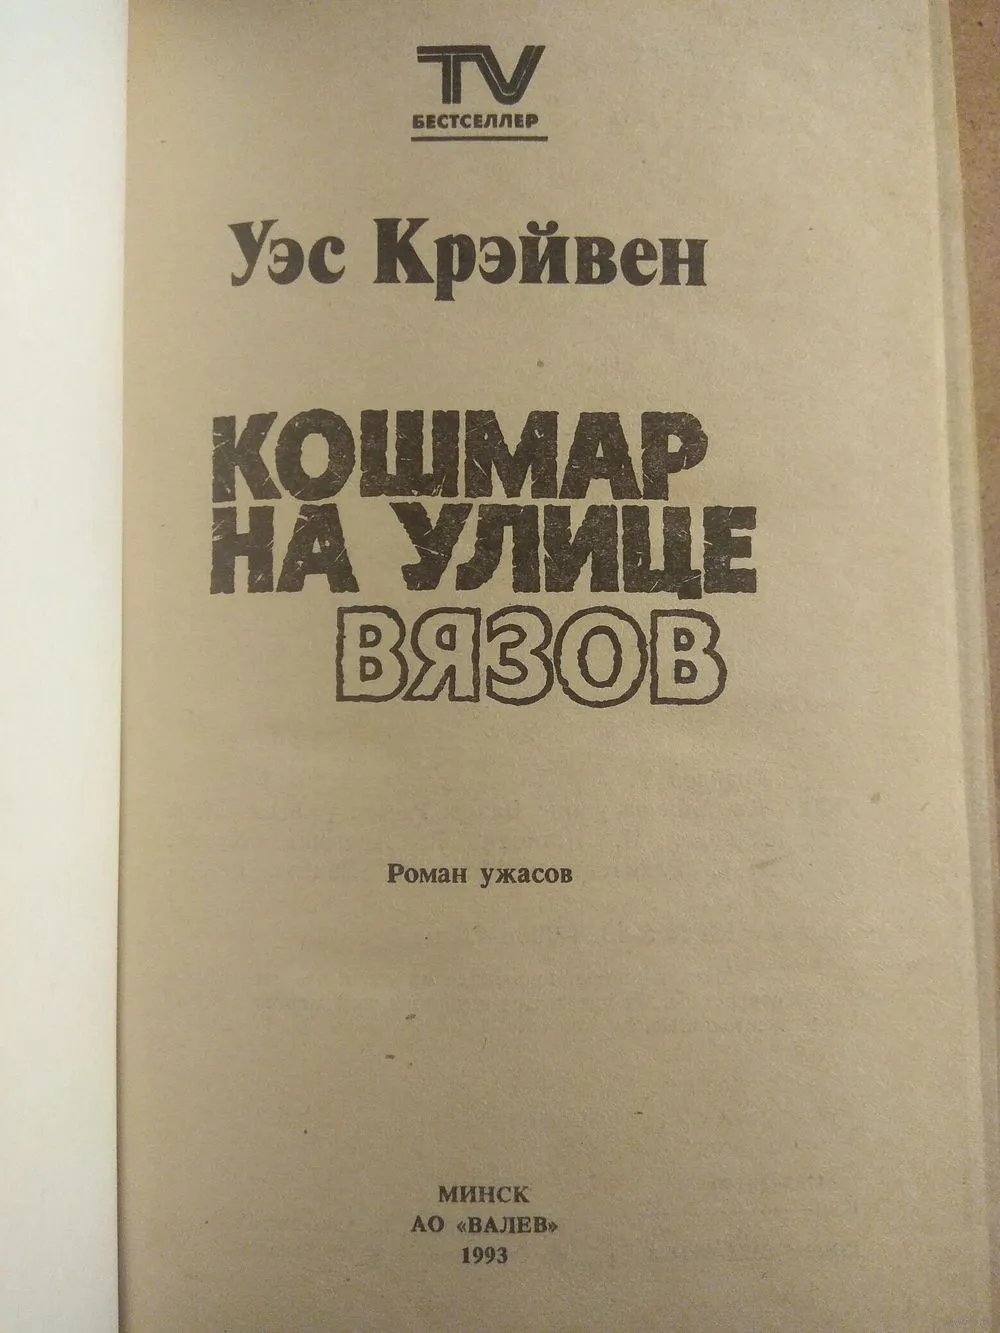 TV
БЕСТСЕЛЛЕР
Уэс Крэйвен
КОШМАР
НА УЛИЦЕ
ВЯЗОВ
Роман ужасов
МИНСК
АО «ВАЛЕВ»
1993